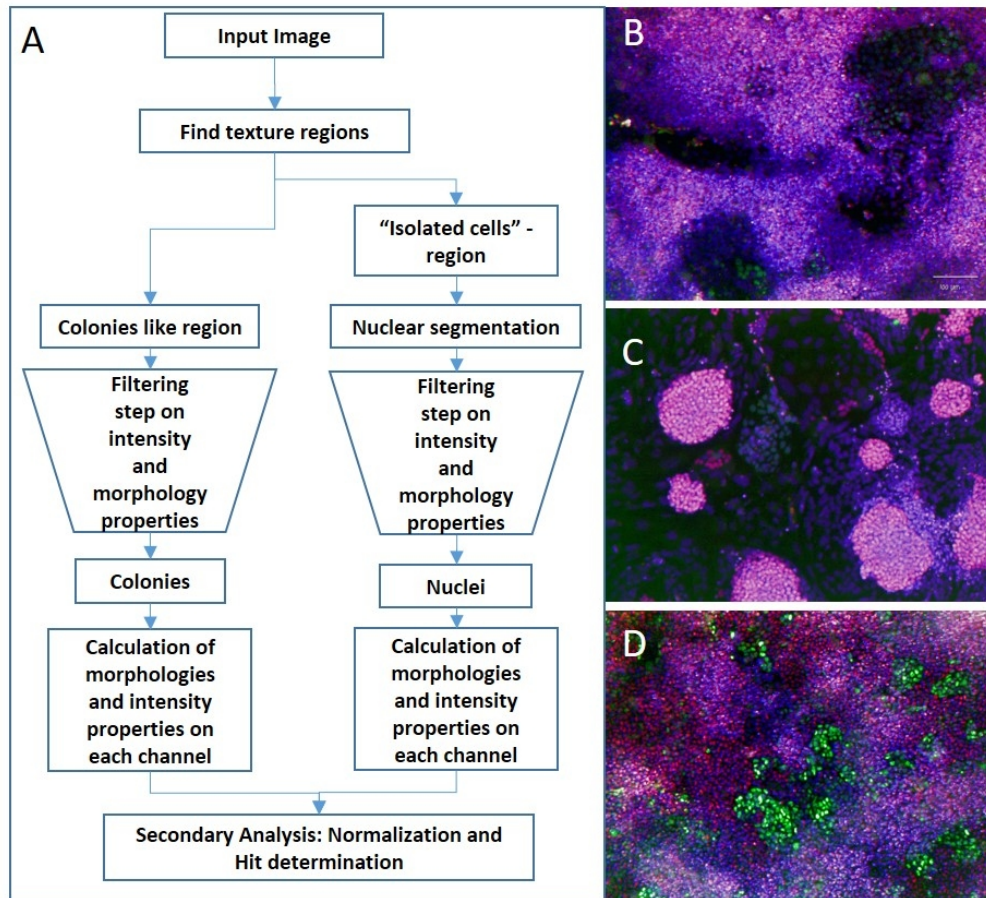 A
Input Image
Find texture regions
“Isolated cells” -
region
Colonies like region
Nuclear segmentation
Filtering
step on
intensity
and
morphology
properties
Filtering
step on
intensity
and
morphology
properties
Colonies
Nuclei
Calculation of
morphologies
and intensity
properties on
each channel
Calculation of
morphologies
and intensity
properties on
each channel
Secondary Analysis: Normalization and
Hit determination
B
100 µm
C
D